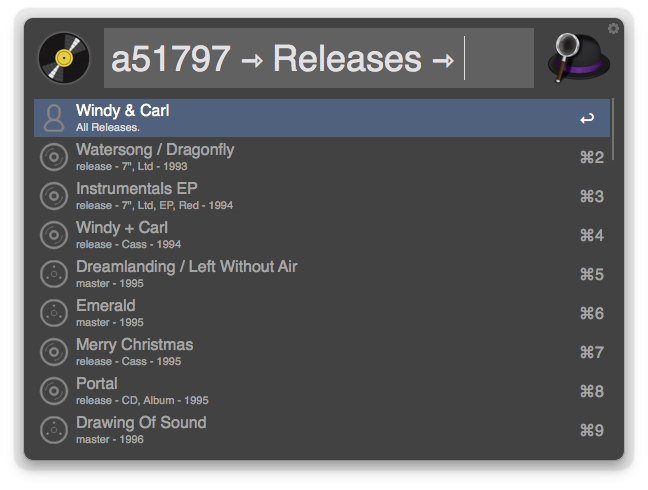 a51797 → Releases →
Windy & Carl
All Releases.
↩
Watersong / Dragonfly
release - 7", Ltd - 1993
⌘2
Instrumentals EP
release - 7", Ltd, EP, Red - 1994
⌘3
Windy + Carl
release - Cass - 1994
⌘4
Dreamlanding / Left Without Air
master - 1995
⌘5
Emerald
master - 1995
⌘6
Merry Christmas
release - Cass - 1995
⌘7
Portal
release - CD, Album - 1995
⌘8
Drawing Of Sound
master - 1996
⌘9